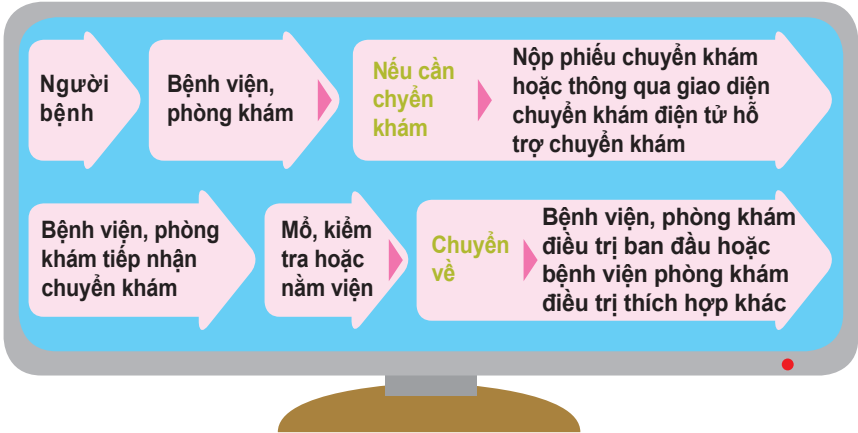 Người
bệnh
Bệnh viện,
phòng khám
Nếu cần
chyển
khám
Nộp phiếu chuyển khám
hoặc thông qua giao diện
chuyển khám điện tử hỗ
trợ chuyển khám
Bệnh viện, phòng
khám tiếp nhận
chuyển khám
Mổ, kiểm
tra hoặc
nằm viện
Chuyển
về
Bệnh viện, phòng khám
điều trị ban đầu hoặc
bệnh viện phòng khám
điều trị thích hợp khác